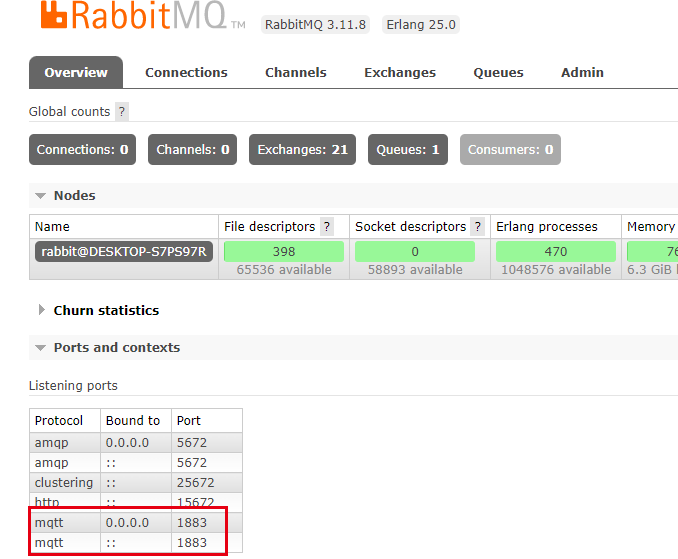 RabbitMQ TM RabbitMQ 3.11.8 Erlang 25.0
Overview Connections Channels Exchanges Queues Admin
Global counts ?
Connections: 0 Channels: 0 Exchanges: 21 Queues: 1 Consumers: 0
Nodes
Name File descriptors ? Socket descriptors ? Erlang processes Memory
rabbit@DESKTOP-S7PS97R 398 0 470
65536 available 58893 available 1048576 available 6.3 GiB
Churn statistics
Ports and contexts
Listening ports
Protocol Bound to Port
amqp 0.0.0.0 5672
amqp :: 5672
clustering :: 25672
http :: 15672
mqtt 0.0.0.0 1883
mqtt :: 1883